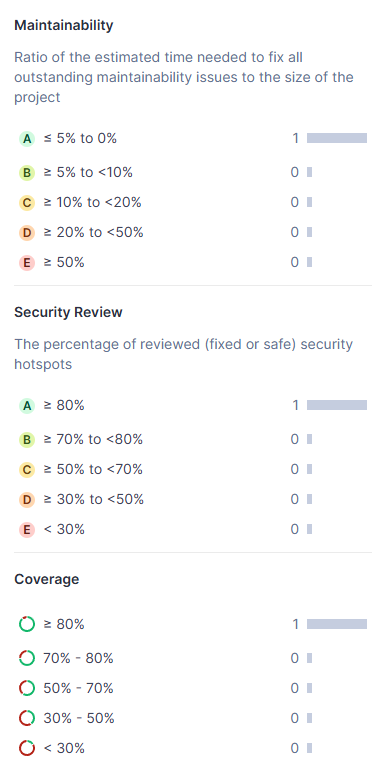 Maintainability
Ratio of the estimated time needed to fix all
outstanding maintainability issues to the size of the
project
A ≤ 5% to 0% 1
B ≥ 5% to <10% 0
C ≥ 10% to <20% 0
D ≥ 20% to <50% 0
E ≥ 50% 0
Security Review
The percentage of reviewed (fixed or safe) security
hotspots
A ≥ 80% 1
B ≥ 70% to <80% 0
C ≥ 50% to <70% 0
D ≥ 30% to <50% 0
E < 30% 0
Coverage
≥ 80% 1
70% - 80% 0
50% - 70% 0
30% - 50% 0
< 30% 0